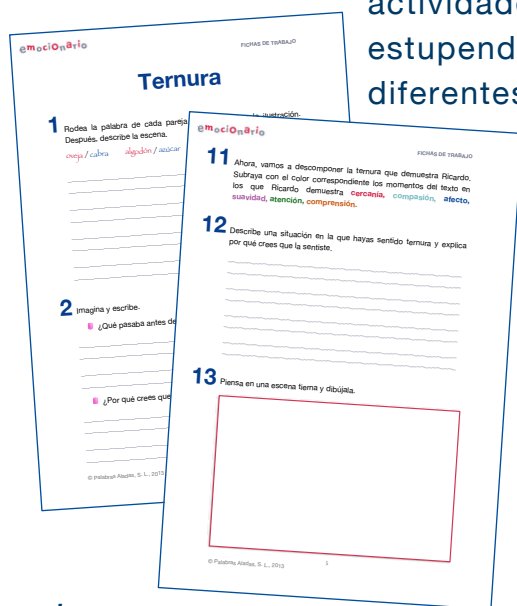 actividade
estupend
diferentes
emocionario
FICHAS DE TRABAJO
Ternura
1 Rodea la palabra de cada pareja
ilustración.
Después, describe la escena.
oveja / cabra algodón / azúcar
2 Imagina y escribe.
¿Qué pasaba antes de
¿Por qué crees que
© Palabras Aladas, S. L., 2013
emocionario
FICHAS DE TRABAJO
11 Ahora, vamos a descomponer la ternura que demuestra Ricardo.
Subraya con el color correspondiente los momentos del texto en
los que Ricardo demuestra cercanía, compasión, afecto,
suavidad, atención, comprensión.
12 Describe una situación en la que hayas sentido ternura y explica
por qué crees que la sentiste.
13 Piensa en una escena tierna y dibújala.
© Palabras Aladas, S. L., 2013 1